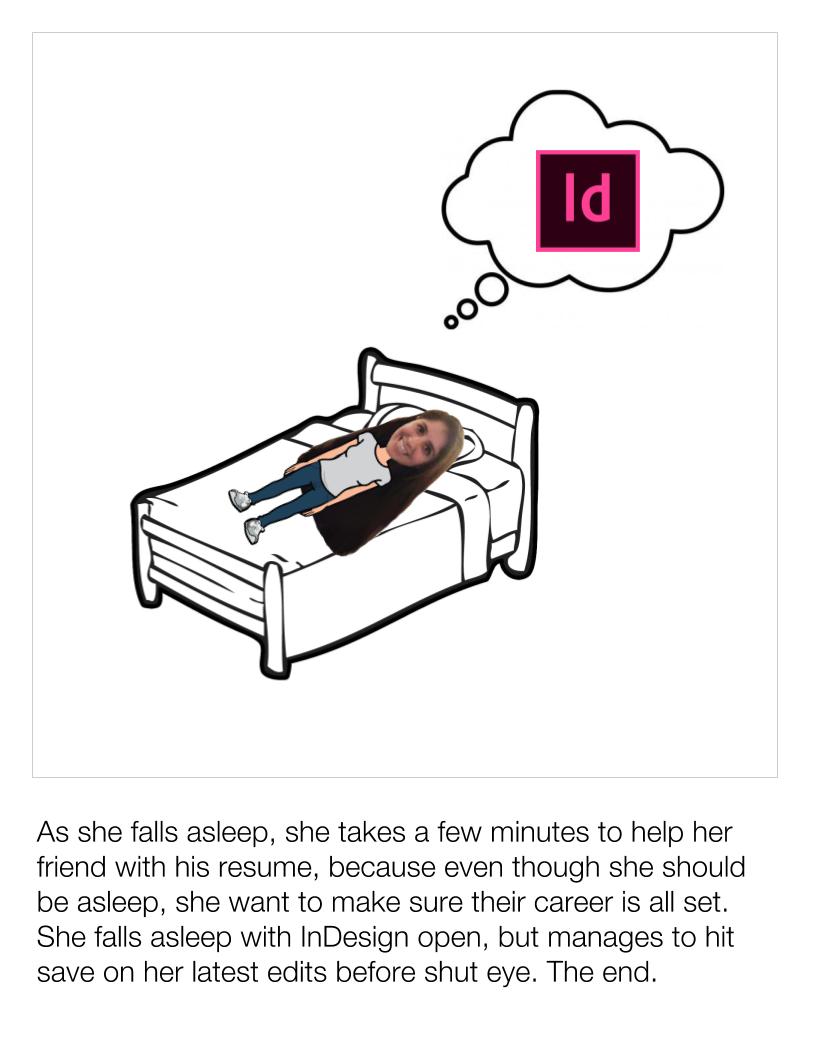 Id
As she falls asleep, she takes a few minutes to help her
friend with his resume, because even though she should
be asleep, she want to make sure their career is all set.
She falls asleep with InDesign open, but manages to hit
save on her latest edits before shut eye. The end.